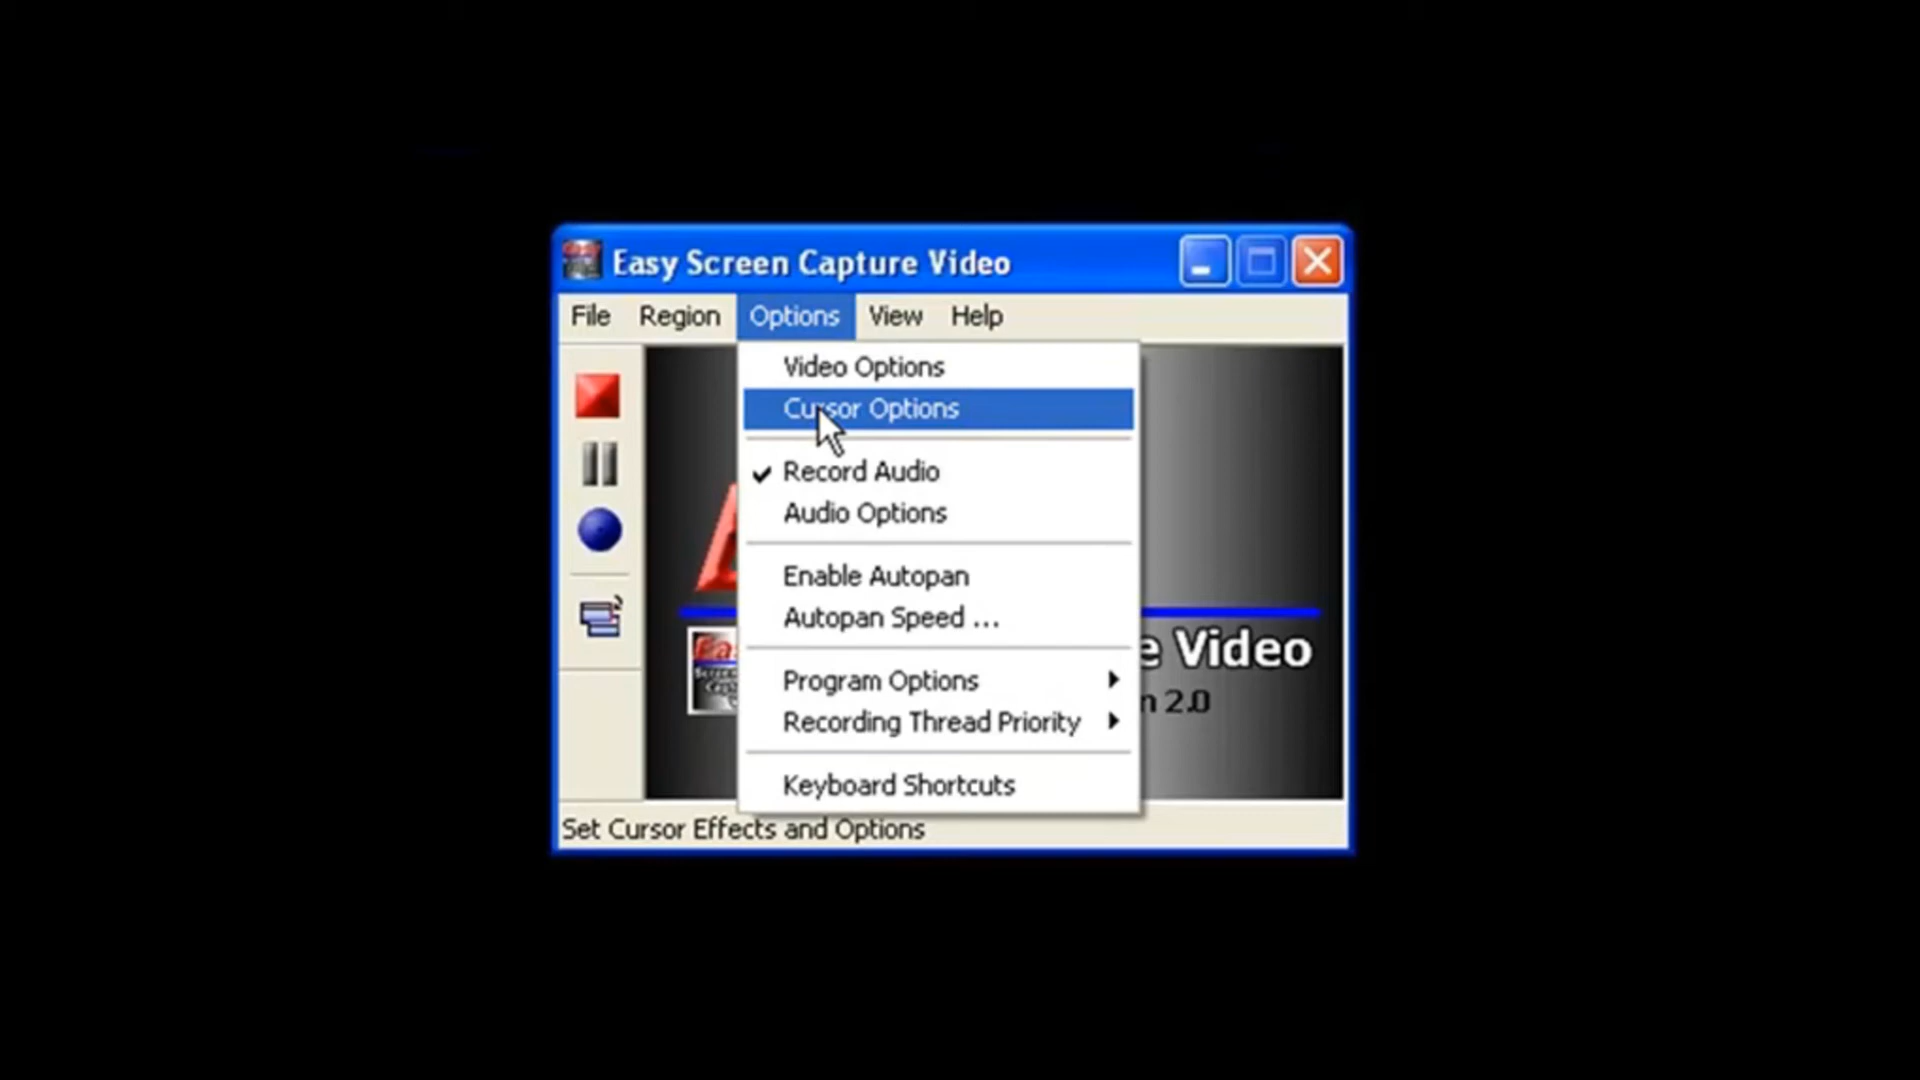 Easy Screen Capture Video
File Region Options View Help
Video Options
Cursor Options
Record Audio
Audio Options
Enable Autopan
Autopan Speed ...
e Video
Program Options
n 2.0
Recording Thread Priority
Keyboard Shortcuts
Set Cursor Effects and Options